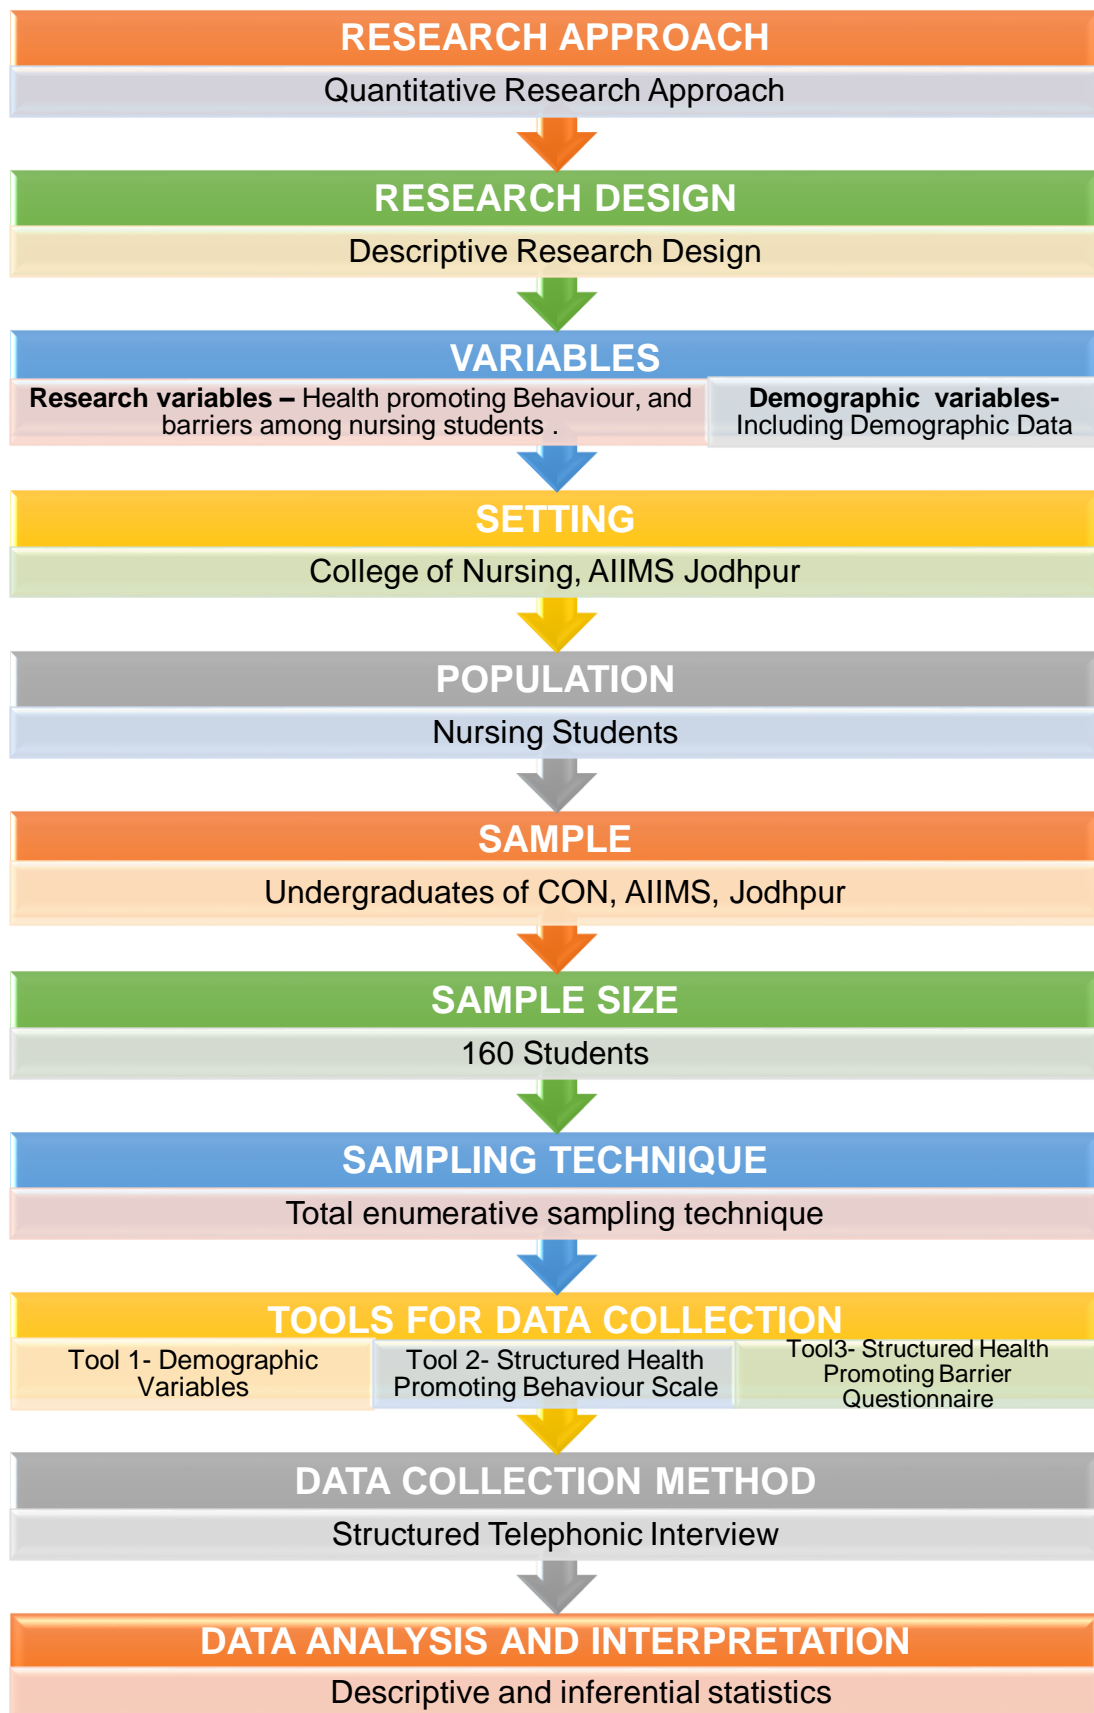 RESEARCH APPROACH
Quantitative Research Approach
RESEARCH DESIGN
Descriptive Research Design
VARIABLES
Research variables – Health promoting Behaviour, and
barriers among nursing students .
Demographic variables-
Including Demographic Data
SETTING
College of Nursing, AIIMS Jodhpur
POPULATION
Nursing Students
SAMPLE
Undergraduates of CON, AIIMS, Jodhpur
SAMPLE SIZE
160 Students
SAMPLING TECHNIQUE
Total enumerative sampling technique
TOOLS FOR DATA COLLECTION
Tool 1- Demographic
Variables
Tool 2- Structured Health
Promoting Behaviour Scale
Tool3- Structured Health
Promoting Barrier
Questionnaire
DATA COLLECTION METHOD
Structured Telephonic Interview
DATA ANALYSIS AND INTERPRETATION
Descriptive and inferential statistics